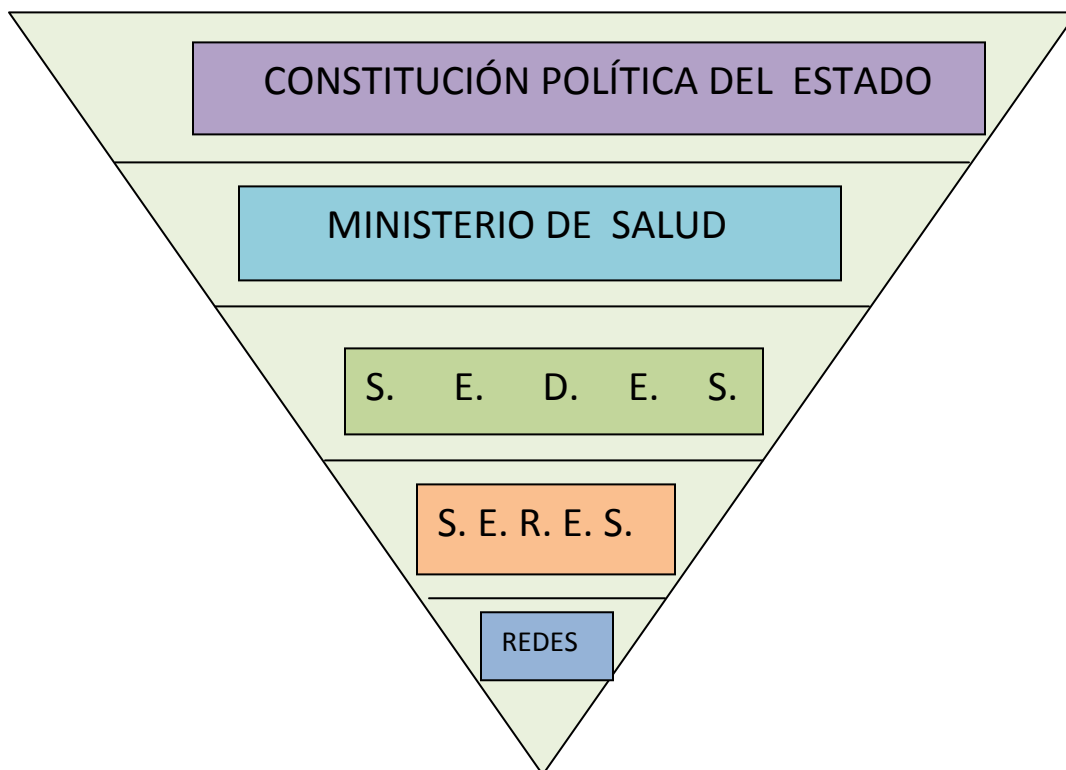 CONSTITUCIÓN POLÍTICA DEL ESTADO
MINISTERIO DE SALUD
S. E. D. E. S.
S. E. R. E. S.
REDES